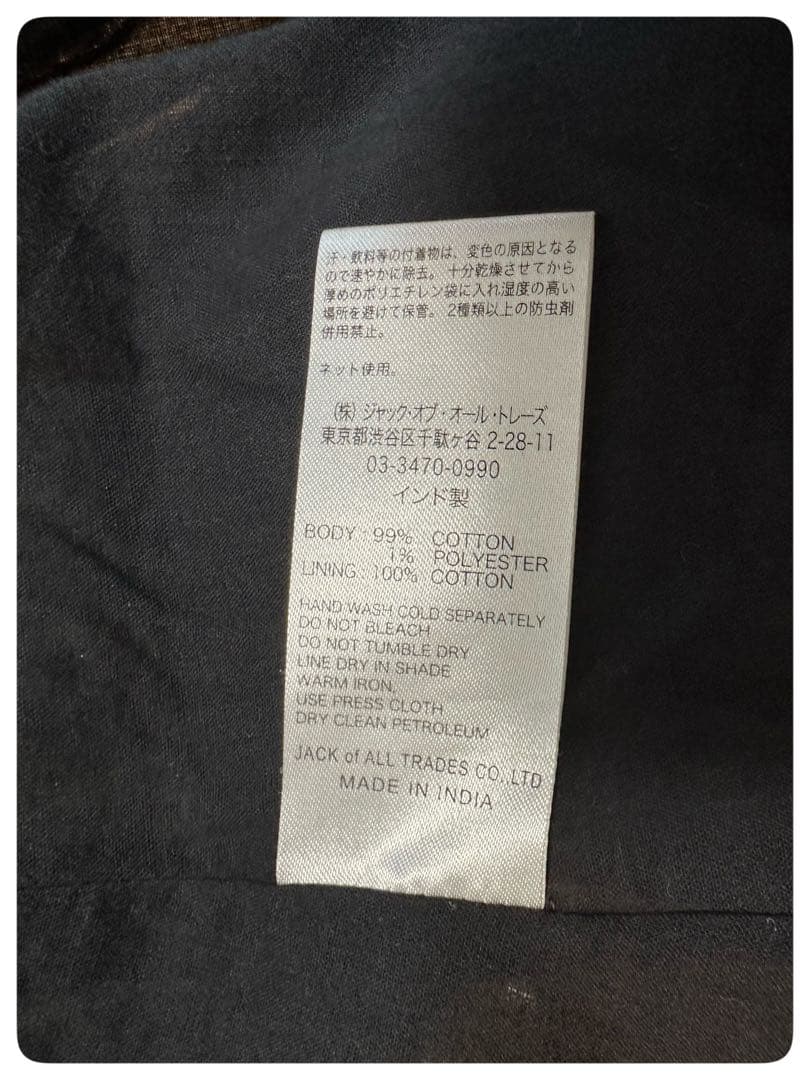 汗・飲料等の付着物は、変色の原因となる
ので速やかに除去。十分乾燥させてから
薄めのポリエチレン袋に入れ湿度の高い
場所を避けて保管。2種類以上の防虫剤
併用禁止。
ネット使用。
（株）ジャック・オブ・オール・トレーズ
東京都渋谷区千駄ヶ谷 2-28-11
03-3470-0990
インド製
BODY : 99% COTTON
1% POLYESTER
LINING: 100% COTTON
HAND WASH COLD SEPARATELY
DO NOT BLEACH
DO NOT TUMBLE DRY
LINE DRY IN SHADE
WARM IRON,
USE PRESS CLOTH
DRY CLEAN PETROLEUM
JACK of ALL TRADES CO., LTD
MADE IN INDIA